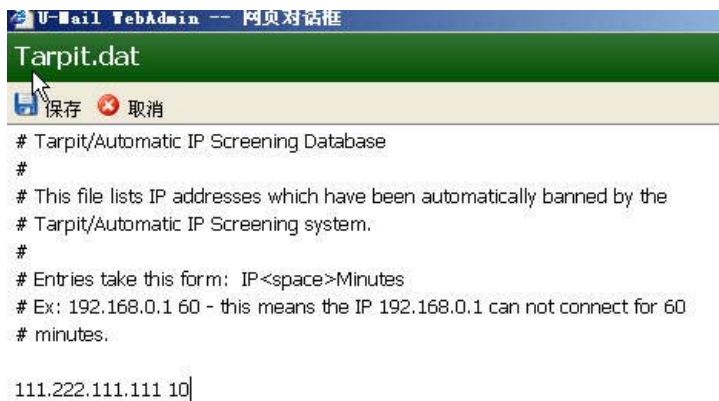 U-Mail WebAdmin -- 网页对话框
Tarpit.dat
保存 取消
# Tarpit/Automatic IP Screening Database
#
# This file lists IP addresses which have been automatically banned by the
# Tarpit/Automatic IP Screening system.
#
# Entries take this form: IP<space>Minutes
# Ex: 192.168.0.1 60 - this means the IP 192.168.0.1 can not connect for 60
# minutes.
111.222.111.111 10